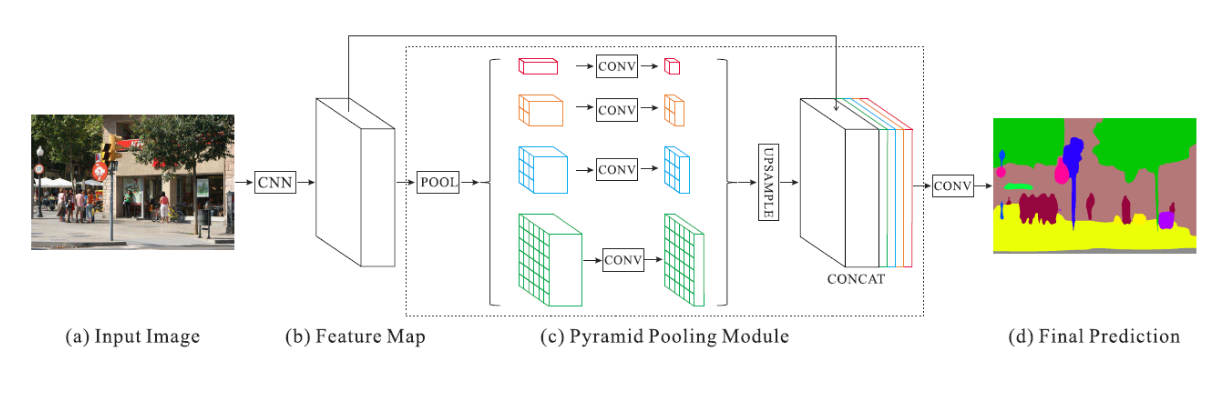 CONV
CONV
CONV
CONV
CNN
POOL
UPSAMPLE
CONCAT
CONV
(a) Input Image
(b) Feature Map
(c) Pyramid Pooling Module
(d) Final Prediction